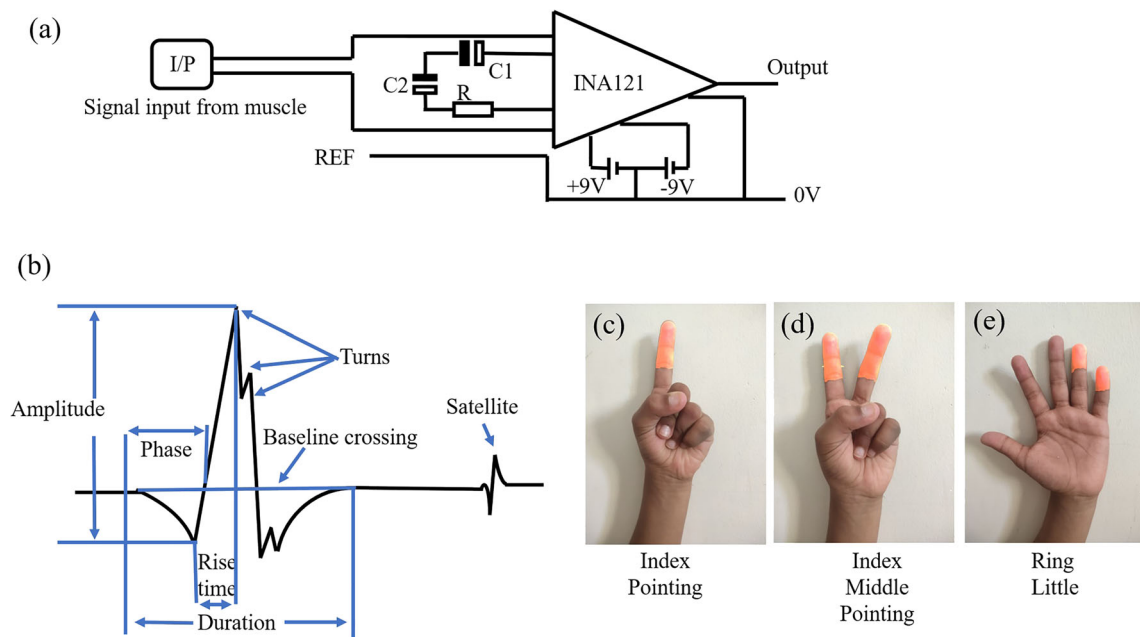 (a)
I/P
Signal input from muscle
C1
C2
R
INA121
Output
REF
+9V
-9V
0V
(b)
Turns
Amplitude
Phase
Baseline crossing
Satellite
Rise
time
Duration
(c)
(d)
(e)
Index
Pointing
Index
Middle
Pointing
Ring
Little